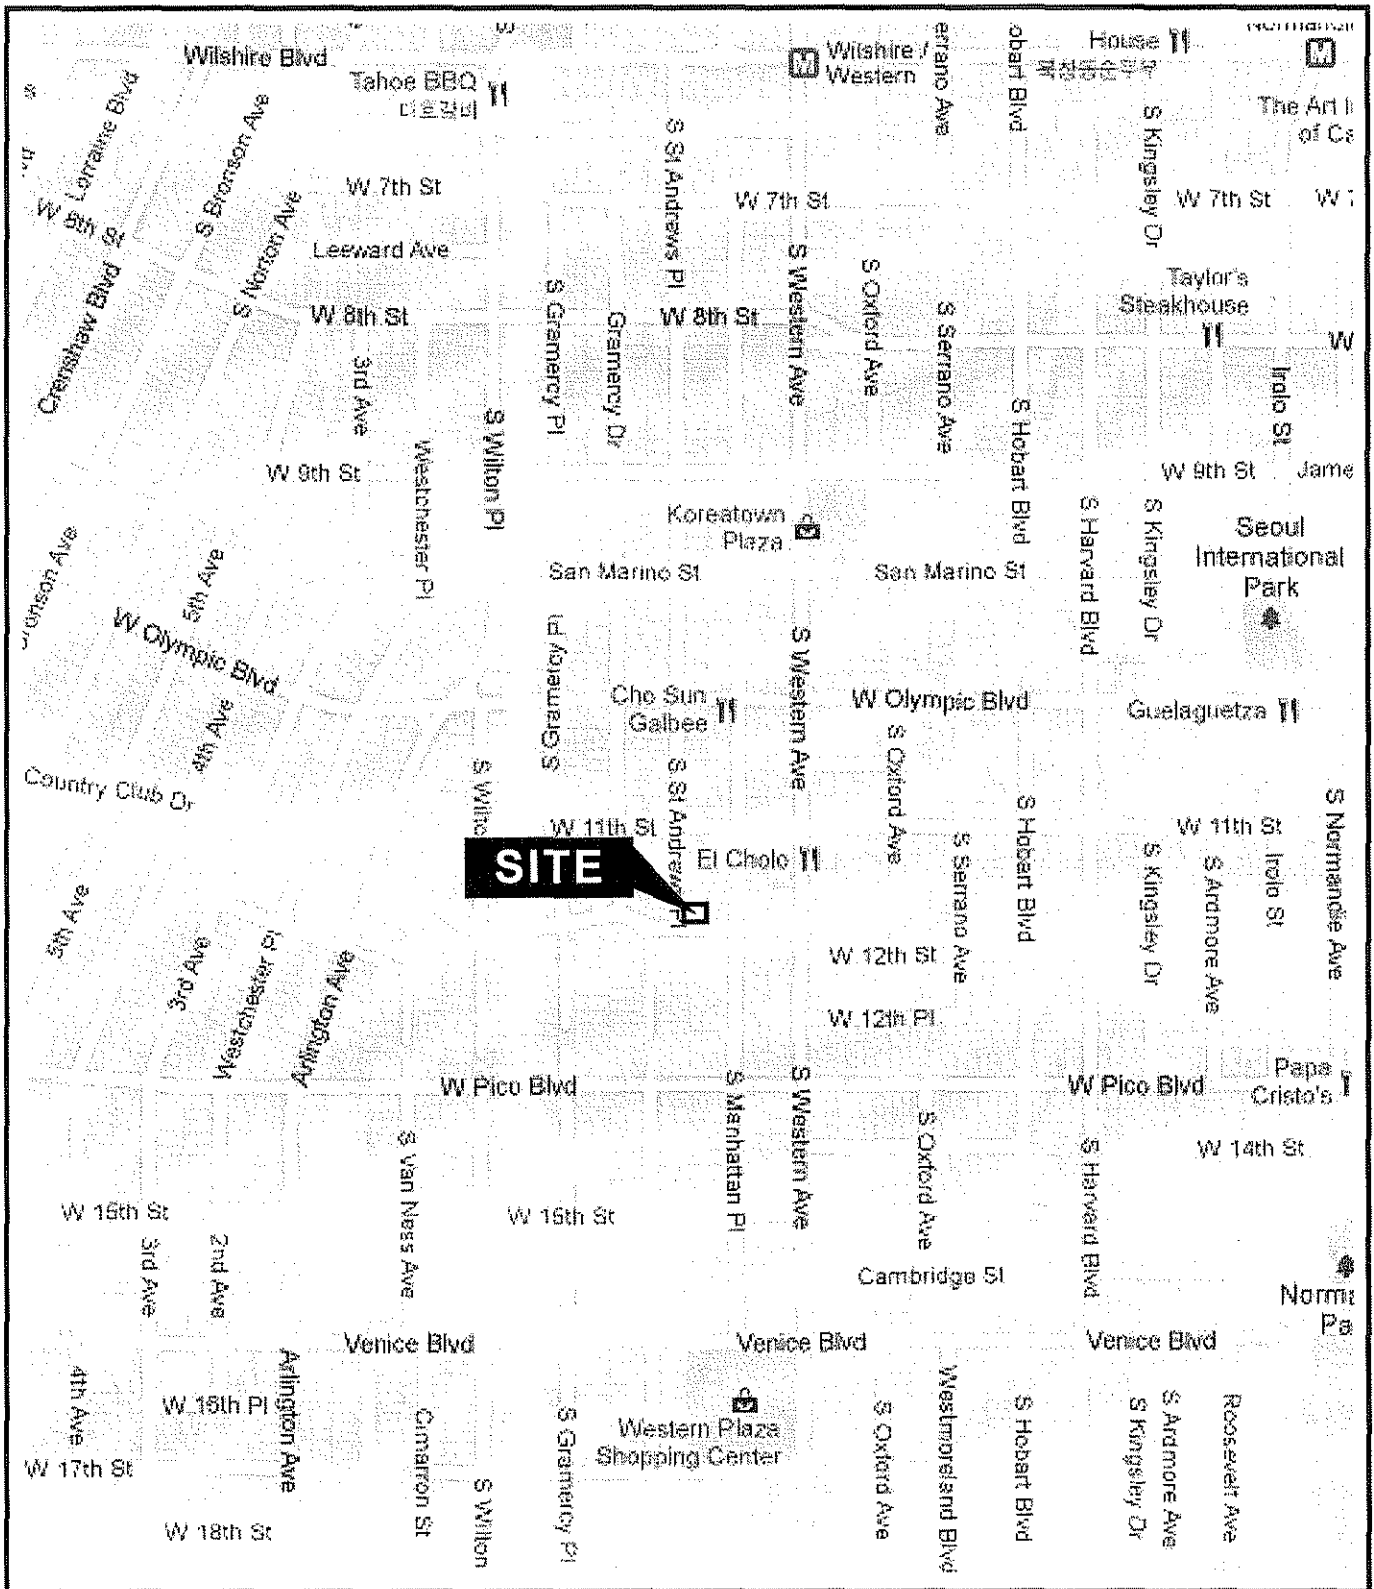 Wilshire Blvd
Tahoe BBQ
Wilshire /
Western
House
S Lorraine Blvd
S Bronson Ave
S Norton Ave
W 8th St
Crenshaw Blvd
W 7th St
S St Andrews Pl
W 7th St
S Kingsley Dr
W 7th St
Leeward Ave
Taylor's
Steakhouse
W 8th St
S Gramercy Pl
Gramercy Dr
W 8th St
S Western Ave
S Oxford Ave
S Serrano Ave
3rd Ave
S Wilton Pl
S Hobart Blvd
Irolo St
W 9th St
Westchester Pl
W 9th St
Jame
Koreatown
Plaza
S Harvard Blvd
S Kingsley Dr
Seoul
International
Park
5th Ave
San Marino St
San Marino St
W Olympic Blvd
4th Ave
S Gramercy Pl
Cho Sun
Galbee
S Western Ave
W Olympic Blvd
Guelaguetza
S Oxford Ave
Country Club Dr
S St Andrews Pl
W 11th St
SITE
El Cholo
S Serrano Ave
S Hobart Blvd
W 11th St
S Kingsley Dr
S Ardmore Ave
Irolo St
S Normandie Ave
5th Ave
3rd Ave
Westchester Pl
Arlington Ave
W 12th St
W 12th Pl
W Pico Blvd
S Manhattan Pl
S Western Ave
W Pico Blvd
Papa
Cristo's
S Van Ness Ave
S Oxford Ave
S Harvard Blvd
W 14th St
W 15th St
W 15th St
3rd Ave
2nd Ave
Cambridge St
Venice Blvd
Venice Blvd
Venice Blvd
4th Ave
W 16th Pl
Arlington Ave
Cimarron St
S Wilton
S Gramercy Pl
Western Plaza
Shopping Center
S Oxford Ave
Westmoreland Blvd
S Hobart Blvd
S Kingsley Dr
S Ardmore Ave
Roosevelt Ave
W 17th St
W 18th St